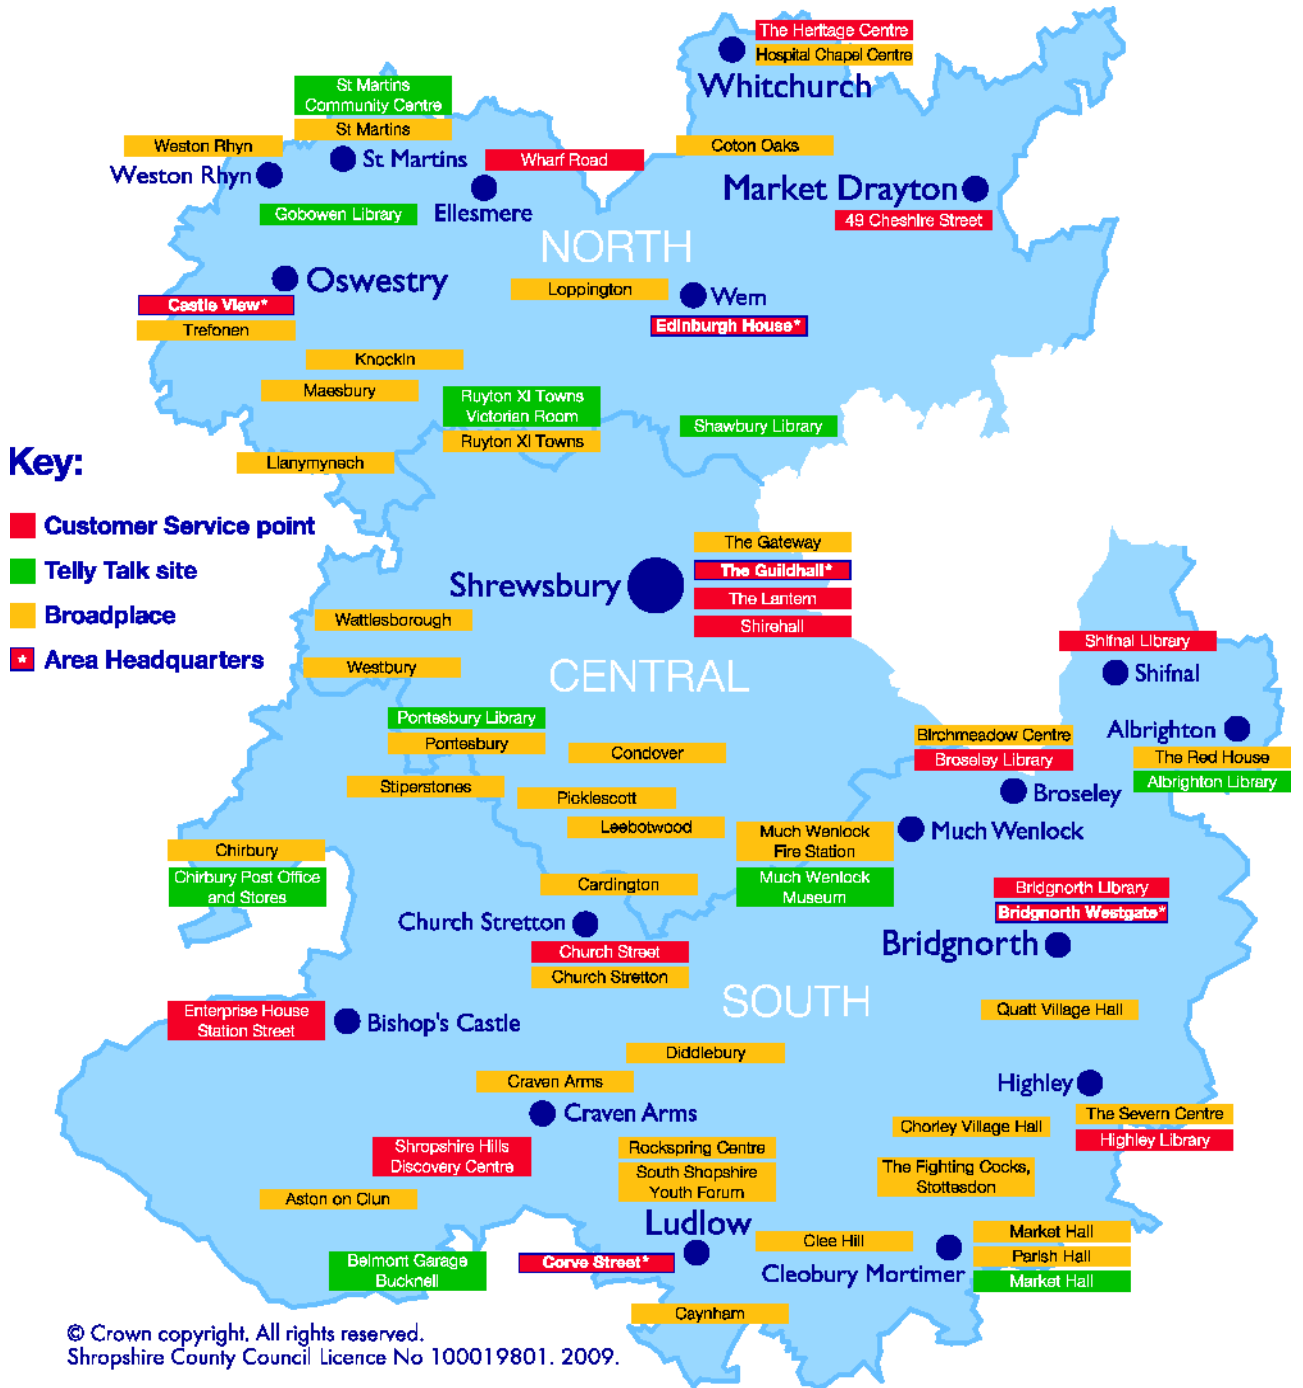 The Heritage Centre
Hospital Chapel Centre
Whitchurch
St Martins
Community Centre
St Martins
St Martins
Weston Rhyn
Weston Rhyn
Wharf Road
Ellesmere
Coton Oaks
Market Drayton
49 Cheshire Street
Gobowen Library
NORTH
Oswestry
Castle View*
Trefonen
Loppington
Wem
Edinburgh House*
Knockin
Maesbury
Ruyton XI Towns
Victorian Room
Ruyton XI Towns
Shawbury Library
Llanymynech
Key:
Customer Service point
Telly Talk site
Broadplace
* Area Headquarters
Shrewsbury
The Gateway
The Guildhall*
The Lantern
Shirehall
Wattlesborough
Westbury
CENTRAL
Shifnal Library
Shifnal
Pontesbury Library
Pontesbury
Condover
Birchmeadow Centre
Broseley Library
Broseley
Albrighton
The Red House
Albrighton Library
Stiperstones
Picklescott
Leebotwood
Much Wenlock
Fire Station
Much Wenlock
Museum
Much Wenlock
Chirbury
Chirbury Post Office
and Stores
Cardington
Church Stretton
Church Street
Church Stretton
Bridgnorth Library
Bridgnorth Westgate*
Bridgnorth
SOUTH
Enterprise House
Station Street
Bishop's Castle
Quatt Village Hall
Diddlebury
Craven Arms
Craven Arms
Highley
The Severn Centre
Highley Library
Chorley Village Hall
Shropshire Hills
Discovery Centre
Rockspring Centre
South Shopshire
Youth Forum
The Fighting Cocks,
Stottesdon
Aston on Clun
Ludlow
Corve Street*
Belmont Garage
Bucknell
Clee Hill
Cleobury Mortimer
Market Hall
Parish Hall
Market Hall
Caynham
© Crown copyright. All rights reserved.
Shropshire County Council Licence No 100019801. 2009.